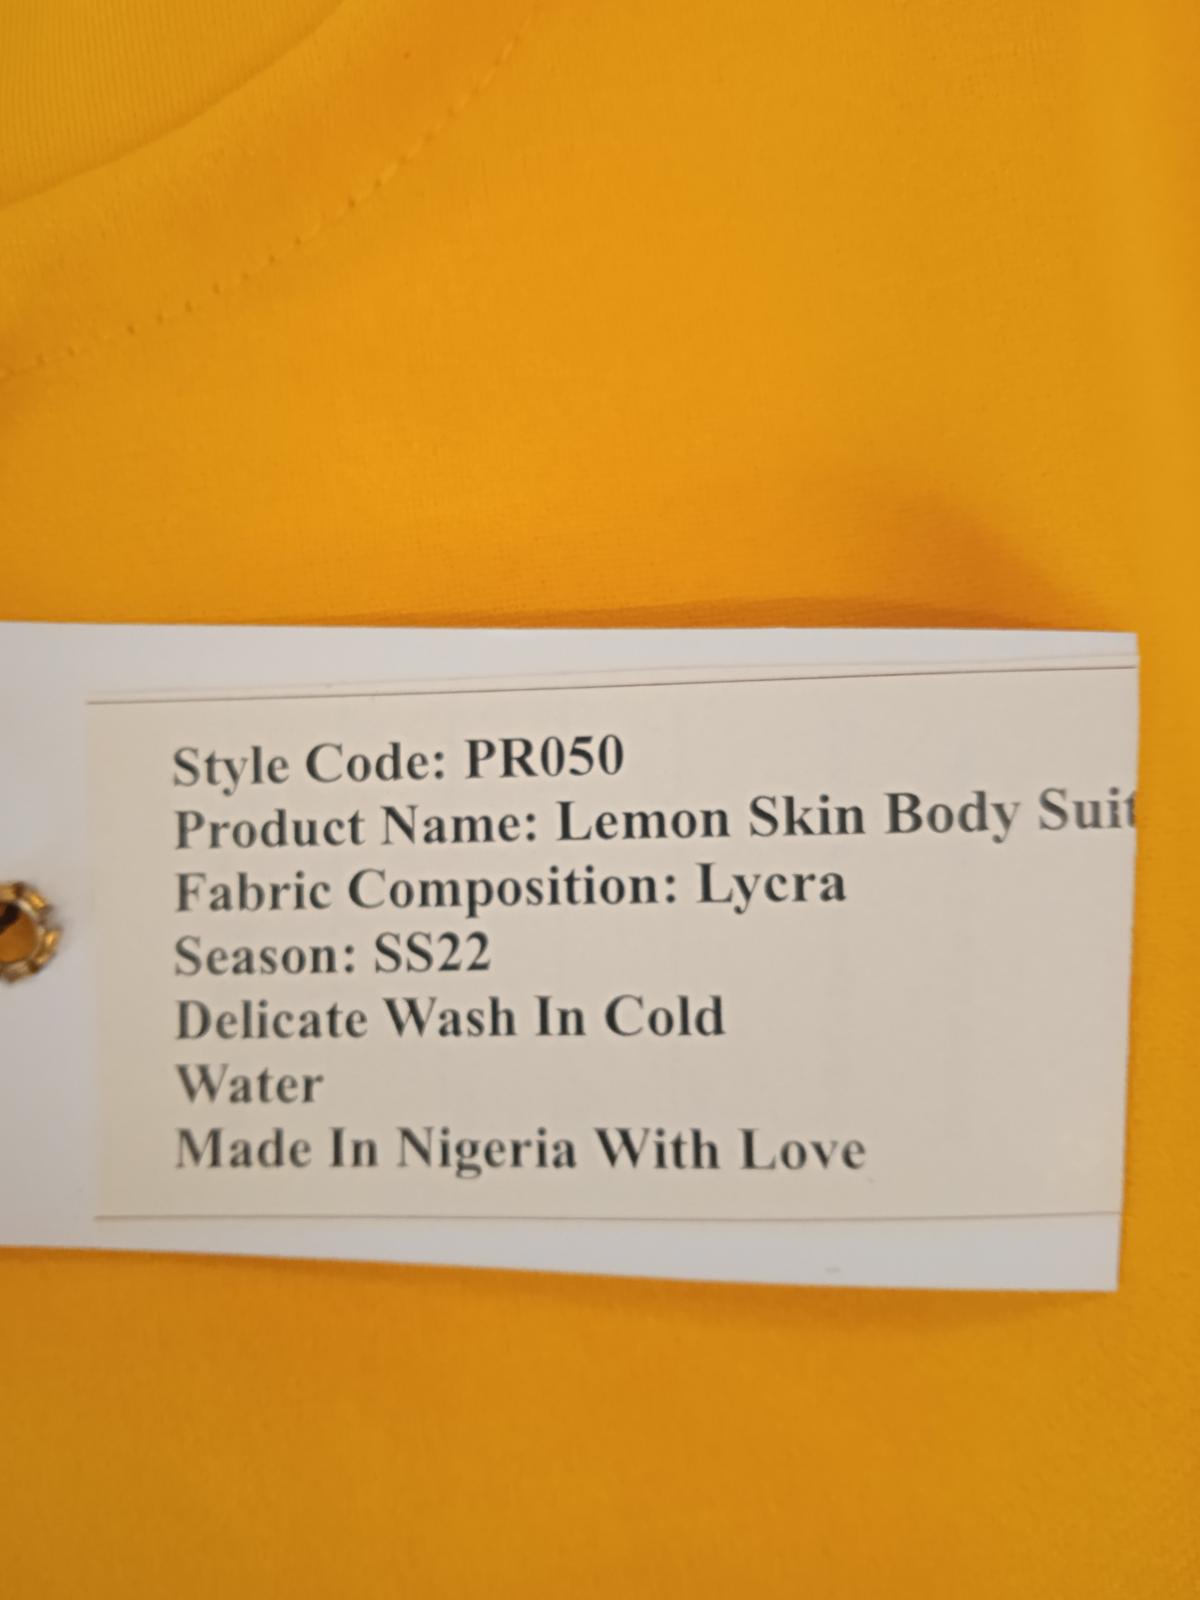 Style Code: PR050
Product Name: Lemon Skin Body Suit
Fabric Composition: Lycra
Season: SS22
Delicate Wash In Cold
Water
Made In Nigeria With Love